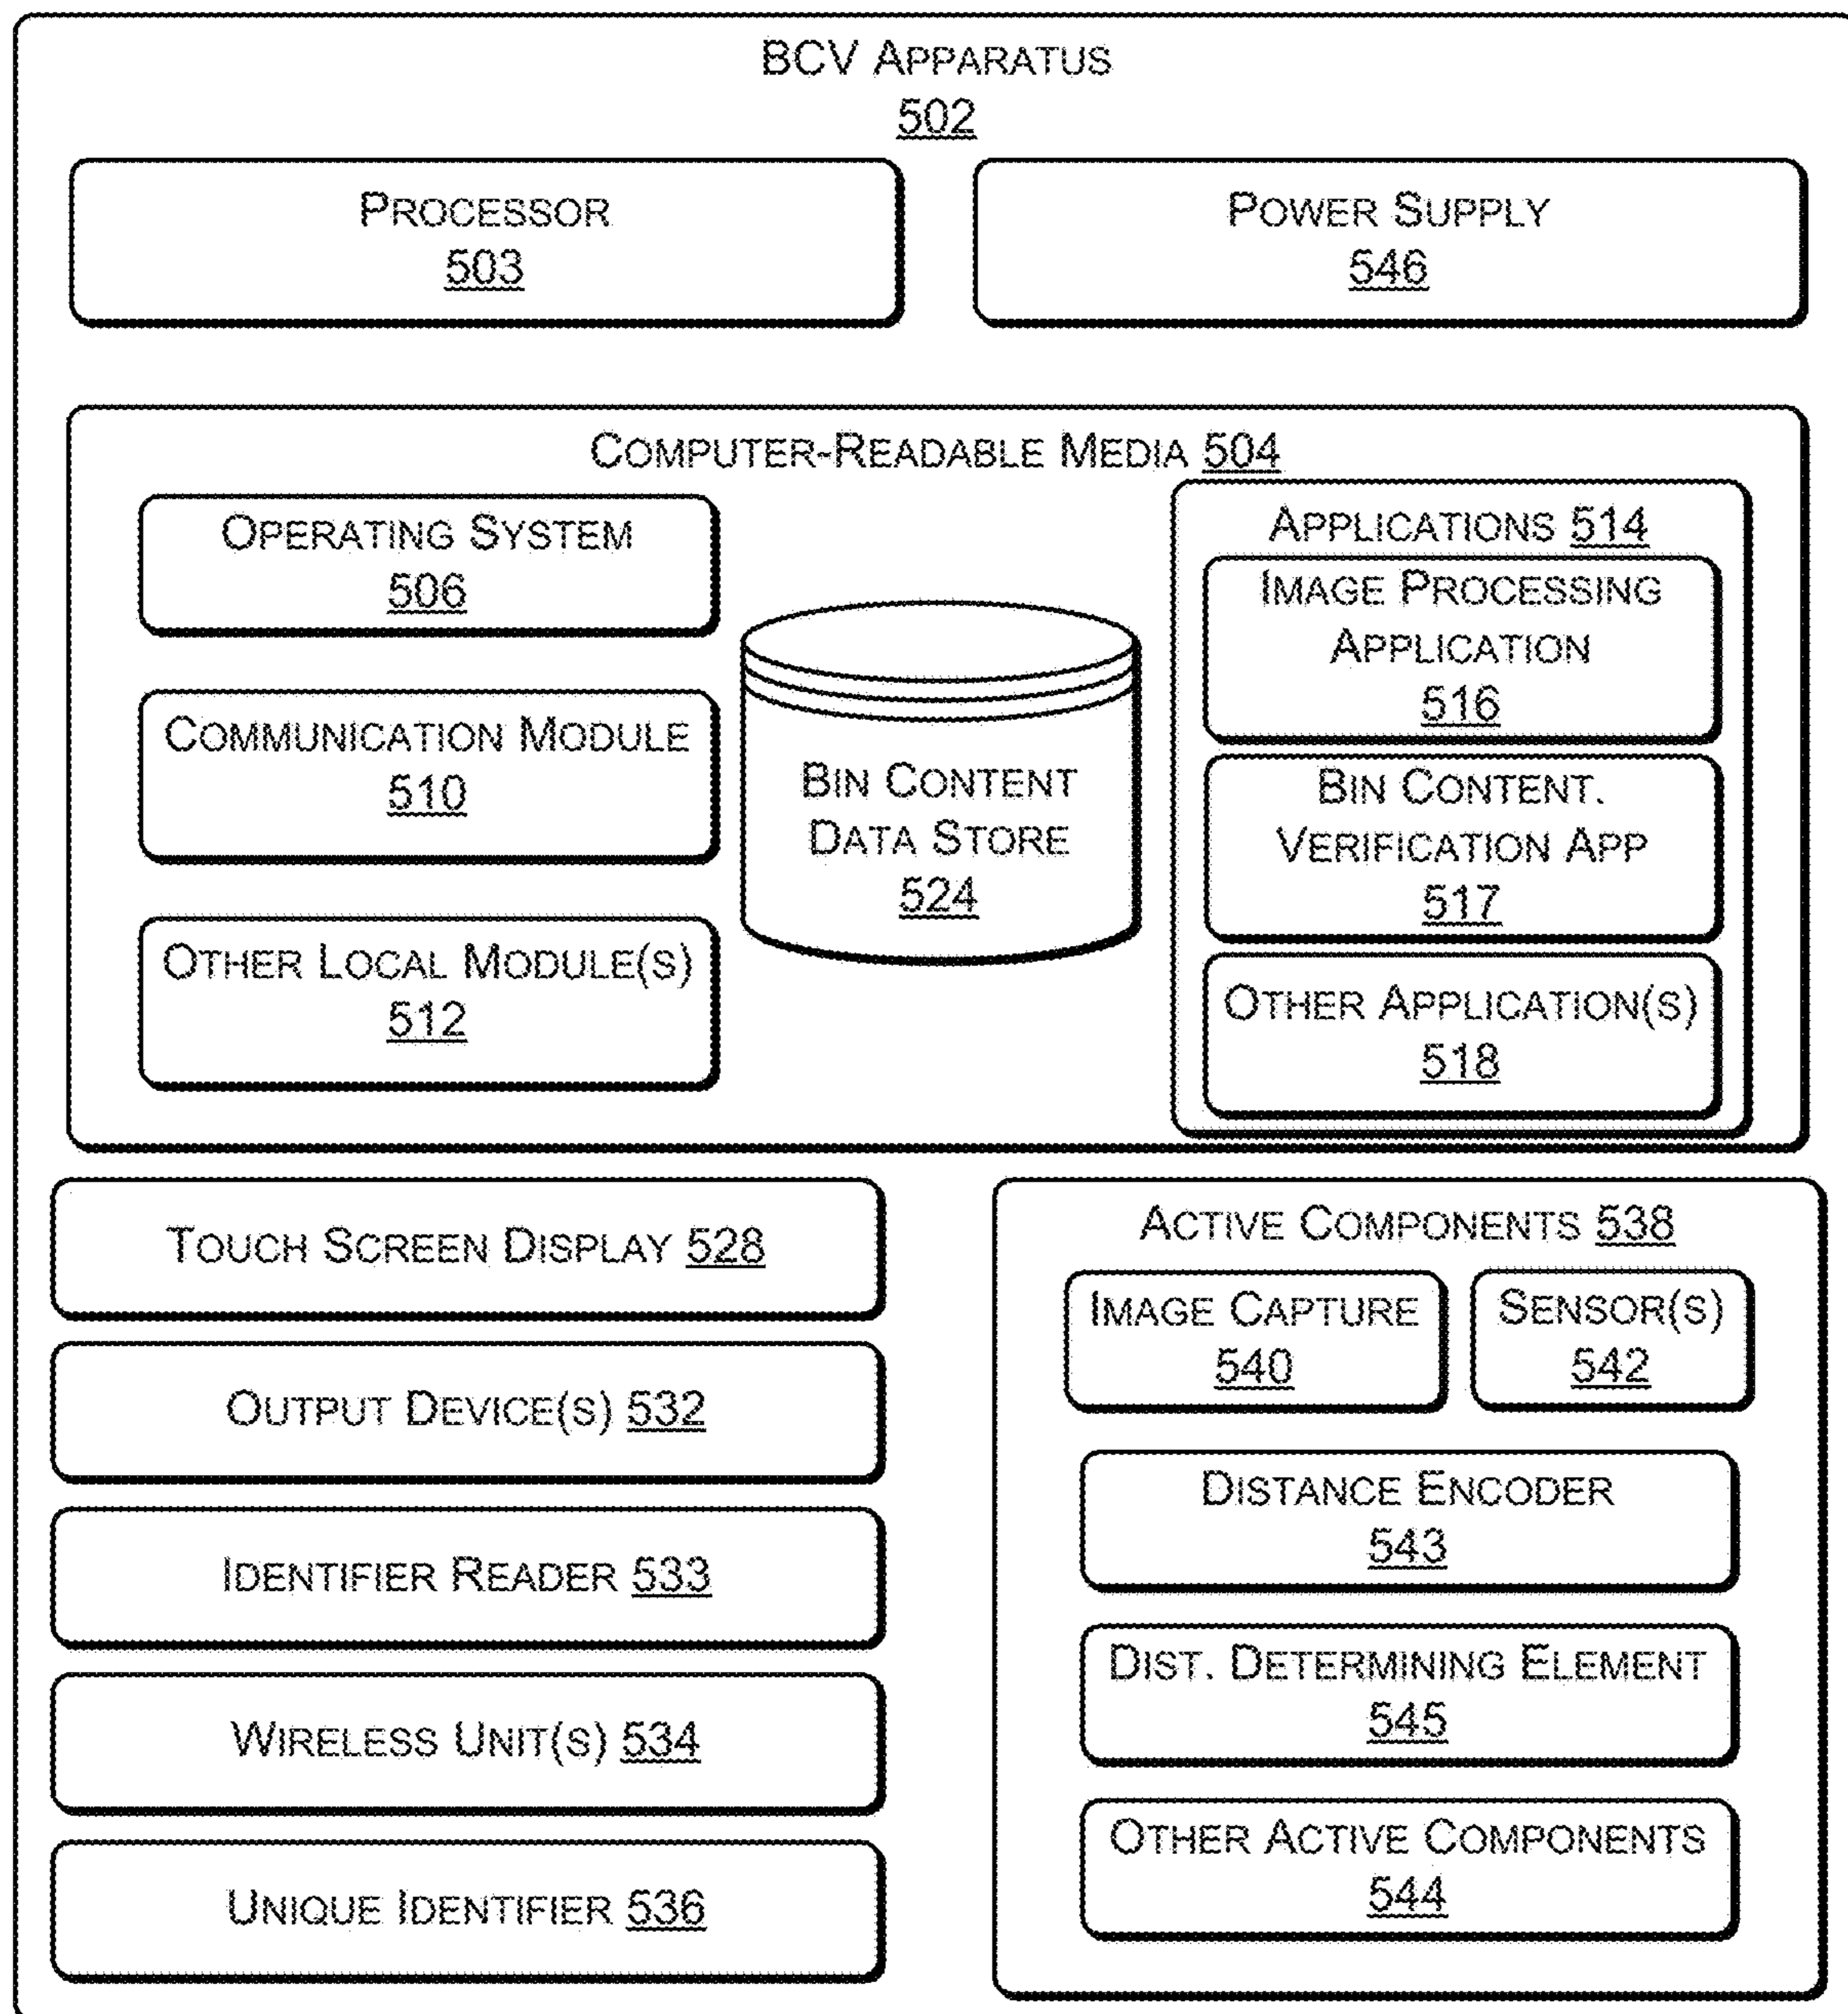 BCV APPARATUS
502
PROCESSOR
503
POWER SUPPLY
546
COMPUTER-READABLE MEDIA 504
OPERATING SYSTEM
506
COMMUNICATION MODULE
510
OTHER LOCAL MODULE(S)
512
BIN CONTENT
DATA STORE
524
APPLICATIONS 514
IMAGE PROCESSING
APPLICATION
516
BIN CONTENT.
VERIFICATION APP
517
OTHER APPLICATION(S)
518
TOUCH SCREEN DISPLAY 528
OUTPUT DEVICE(S) 532
IDENTIFIER READER 533
WIRELESS UNIT(S) 534
UNIQUE IDENTIFIER 536
ACTIVE COMPONENTS 538
IMAGE CAPTURE
540
SENSOR(S)
542
DISTANCE ENCODER
543
DIST. DETERMINING ELEMENT
545
OTHER ACTIVE COMPONENTS
544